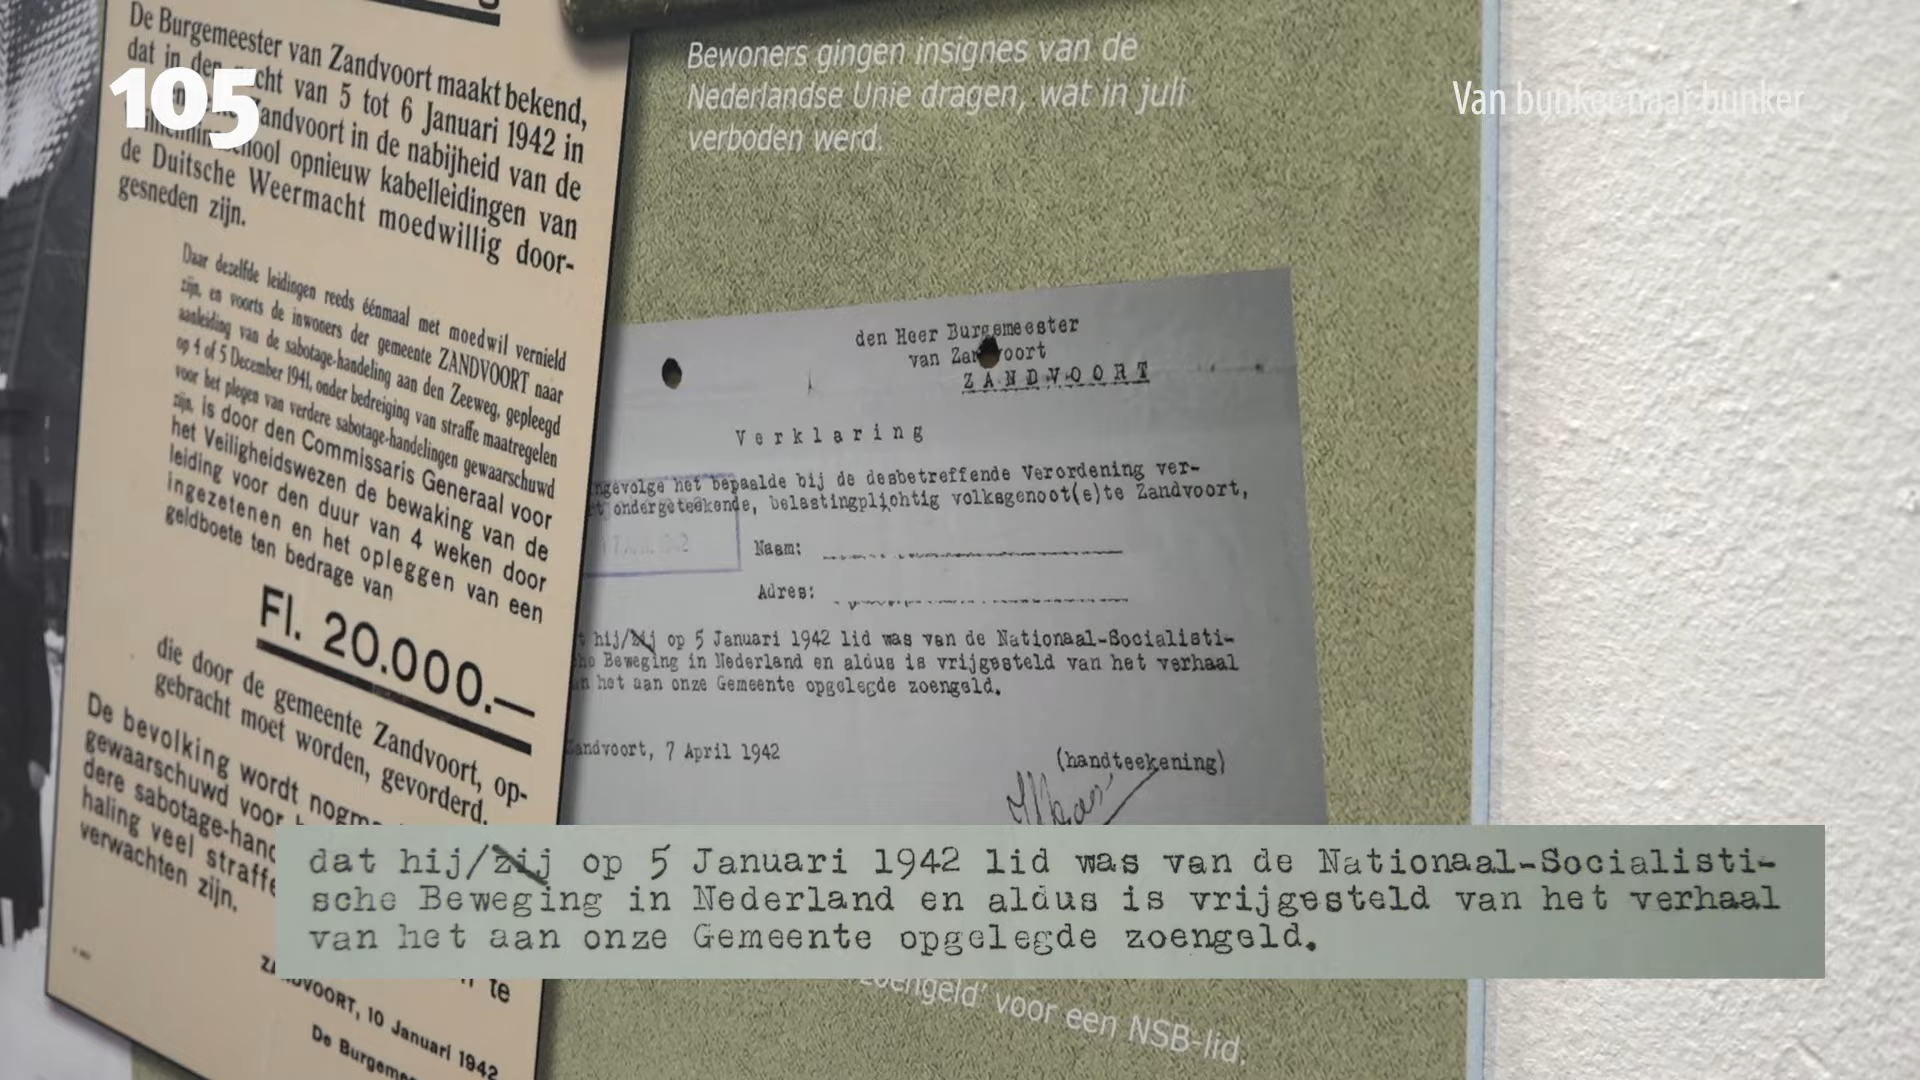 105
Van bunker naar bunker
De Burgemeester van Zandvoort maakt bekend,
dat in den nacht van 5 tot 6 Januari 1942 in
Zandvoort in de nabijheid van de
school opnieuw kabelleidingen van
de Duitsche Weermacht moedwillig door-
gesneden zijn.
Daar dezelfde leidingen reeds éénmaal met moedwil vernield
zijn, en voorts de inwoners der gemeente ZANDVOORT naar
aanleiding van de sabotage-handeling aan den Zeeweg, gepleegd
op 4 of 5 December 1941, onder bedreiging van straffe maatregelen
voor het plegen van verdere sabotage-handelingen gewaarschuwd
zijn, is door den Commissaris Generaal voor
het Veiligheidswezen de bewaking van de
leiding voor den duur van 4 weken door
ingezetenen en het opleggen van een
geldboete ten bedrage van
Fl. 20.000.—
die door de gemeente Zandvoort, op-
gebracht moet worden, gevorderd.
De bevolking wordt nogm
gewaarschuwd voor
dere sabotage-hand
haling veel straffe
verwachten zijn.
te
ZANDVOORT, 10 Januari 1942
De Burgeme
Bewoners gingen insignes van de
Nederlandse Unie dragen, wat in juli
verboden werd.
den Heer Burgemeester
van Zandvoort
ZANDVOORT
Verklaring
ngevolge het bepaalde bij de desbetreffende Verordening ver-
t ondergeteekende, belastingplichtig volksgenoot(e)te Zandvoort,
Naam:
Adres:
t hij/zij op 5 Januari 1942 lid was van de Nationaal-Socialisti-
he Beweging in Nederland en aldus is vrijgesteld van het verhaal
n het aan onze Gemeente opgelegde zoengeld.
Zandvoort, 7 April 1942
(handteekening)
dat hij/zij op 5 Januari 1942 lid was van de Nationaal-Socialisti-
sche Beweging in Nederland en aldus is vrijgesteld van het verhaal
van het aan onze Gemeente opgelegde zoengeld.
zoengeld' voor een NSB-lid.